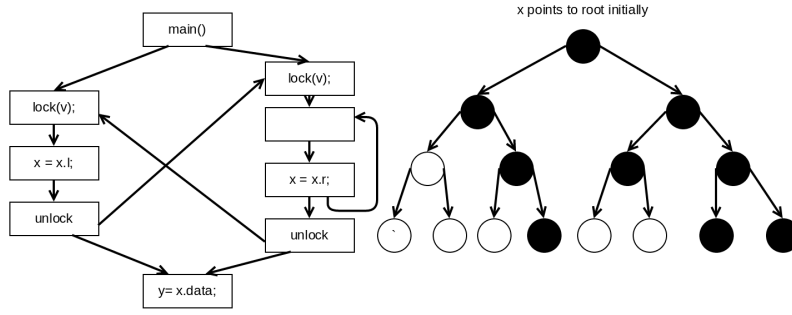 x points to root initially
main()
lock(v);
lock(v);
x = x.l;
x = x.r;
unlock
unlock
y= x.data;
`